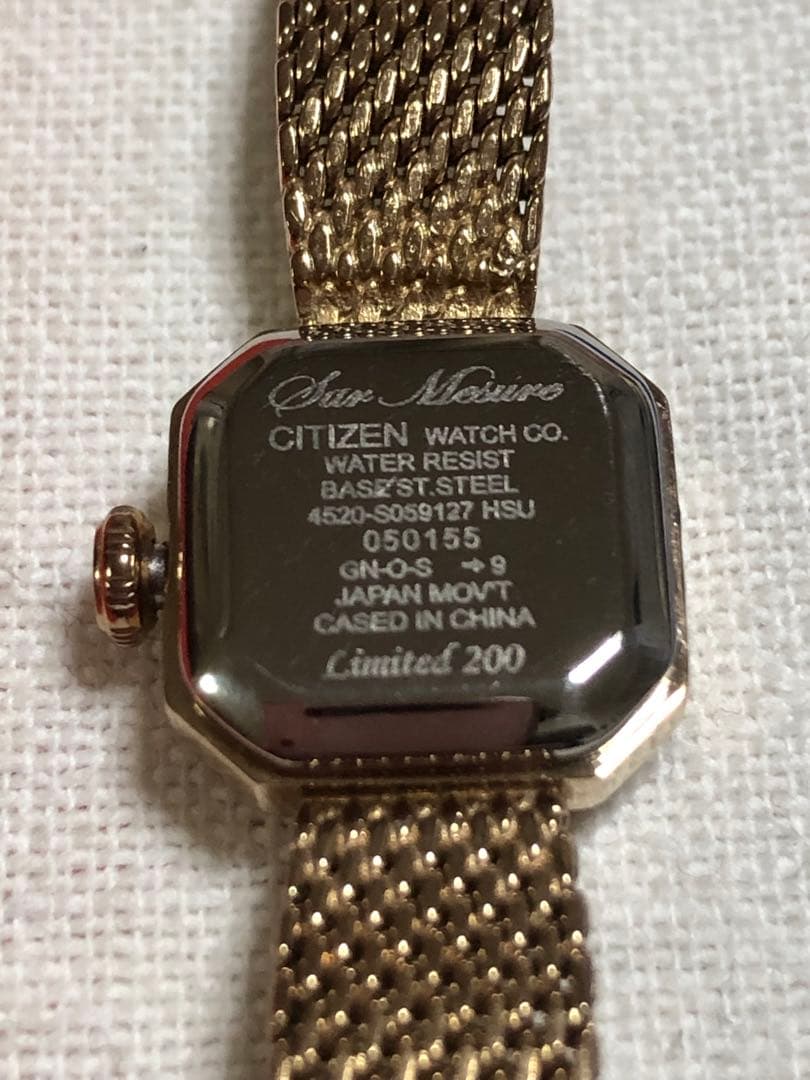 Sur Mesure
CITIZEN WATCH CO.
WATER RESIST
BASE ST.STEEL
4520-S059127 HSU
050155
GN-0-S →9
JAPAN MOV'T
CASED IN CHINA
Limited 200